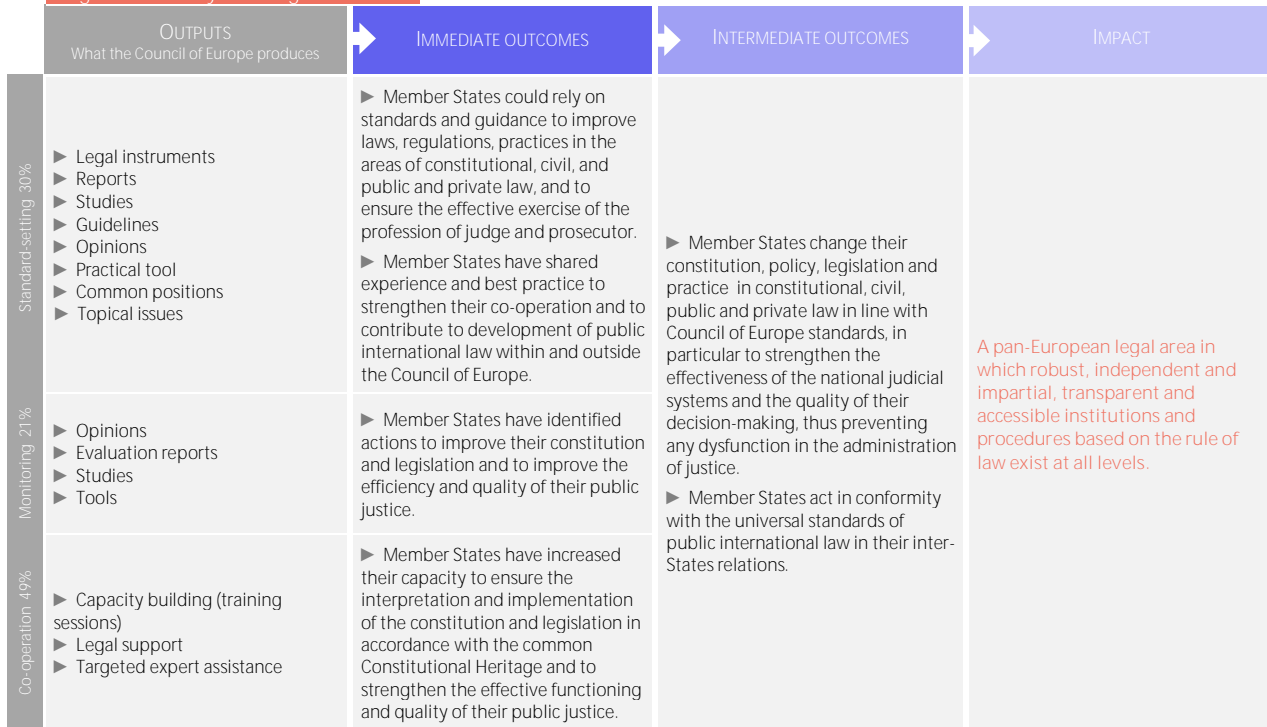 OUTPUTS
What the Council of Europe produces
IMMEDIATE OUTCOMES
INTERMEDIATE OUTCOMES
IMPACT
Standard-setting 30%
► Legal instruments
► Reports
► Studies
► Guidelines
► Opinions
► Practical tool
► Common positions
► Topical issues
► Member States could rely on
standards and guidance to improve
laws, regulations, practices in the
areas of constitutional, civil, and
public and private law, and to
ensure the effective exercise of the
profession of judge and prosecutor.
► Member States have shared
experience and best practice to
strengthen their co-operation and to
contribute to development of public
international law within and outside
the Council of Europe.
Monitoring 21%
► Opinions
► Evaluation reports
► Studies
► Tools
► Member States have identified
actions to improve their constitution
and legislation and to improve the
efficiency and quality of their public
justice.
Co-operation 49%
► Capacity building (training
sessions)
► Legal support
► Targeted expert assistance
► Member States have increased
their capacity to ensure the
interpretation and implementation
of the constitution and legislation in
accordance with the common
Constitutional Heritage and to
strengthen the effective functioning
and quality of their public justice.
► Member States change their
constitution, policy, legislation and
practice in constitutional, civil,
public and private law in line with
Council of Europe standards, in
particular to strengthen the
effectiveness of the national judicial
systems and the quality of their
decision-making, thus preventing
any dysfunction in the administration
of justice.
► Member States act in conformity
with the universal standards of
public international law in their inter-
States relations.
A pan-European legal area in
which robust, independent and
impartial, transparent and
accessible institutions and
procedures based on the rule of
law exist at all levels.